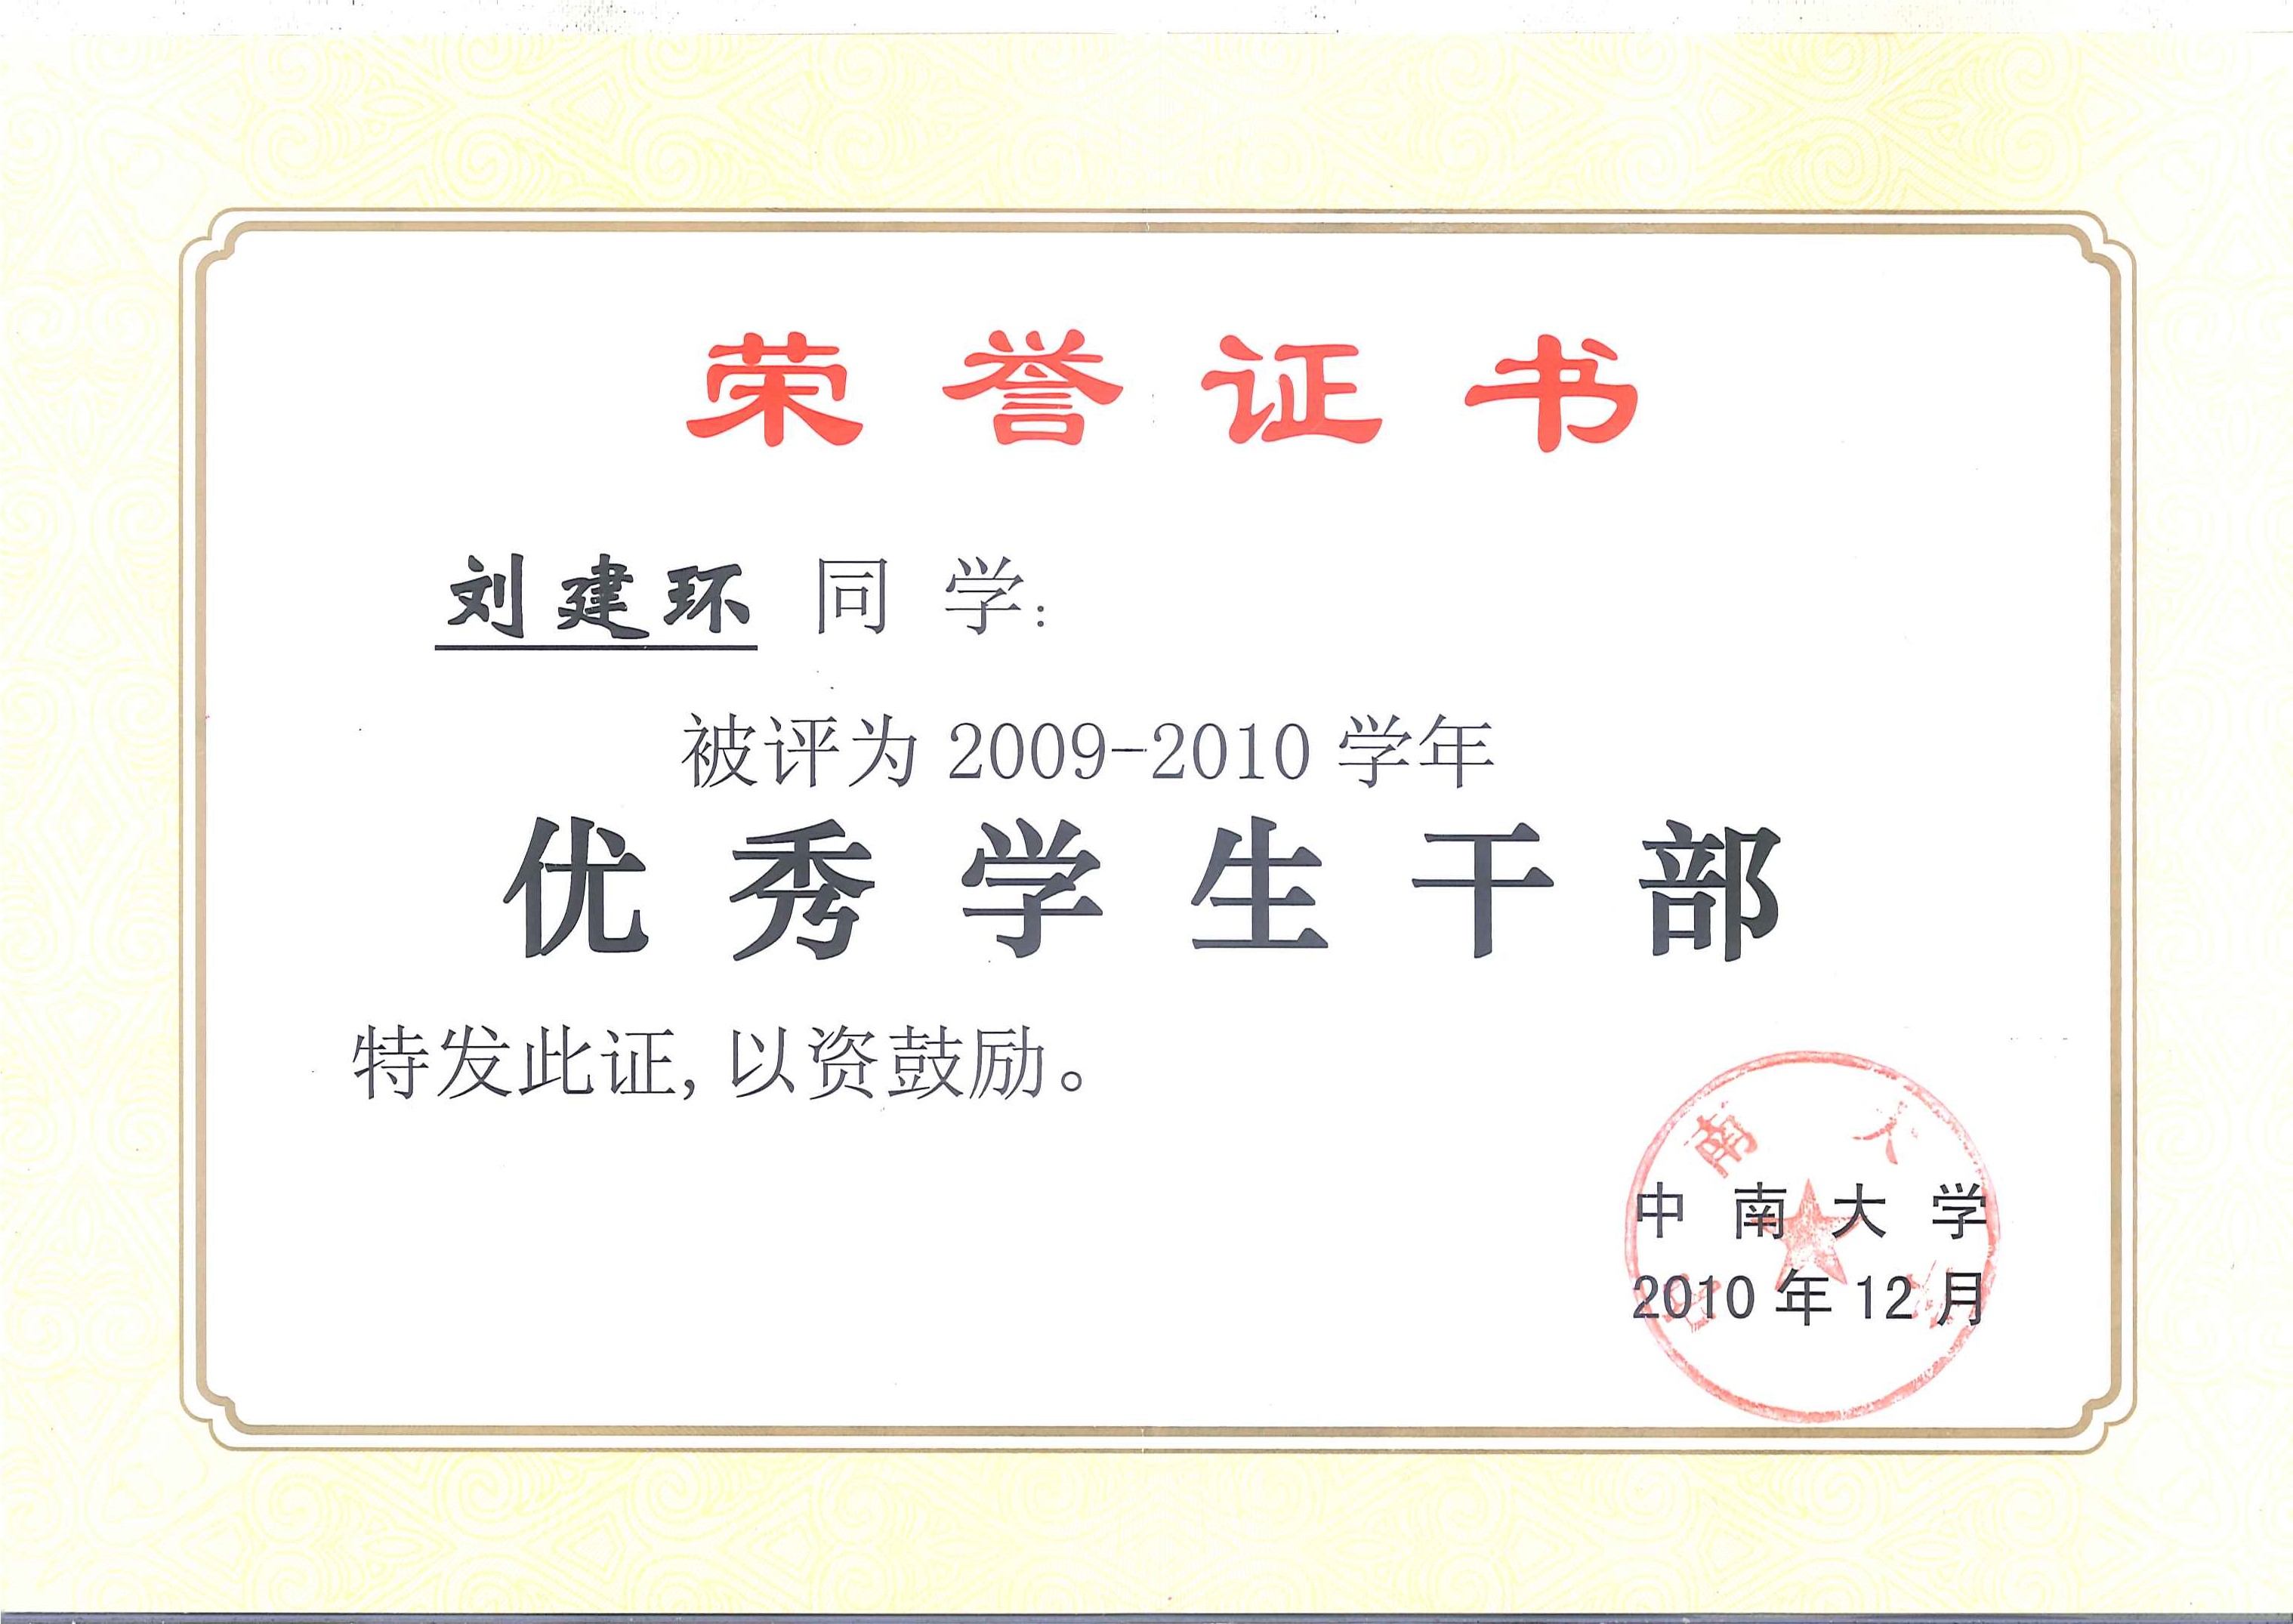 荣誉证书
刘建环 同学:
被评为 2009-2010 学年
优秀学生干部
特发此证,以资鼓励。
南大
中南大学
2010 年 12 月